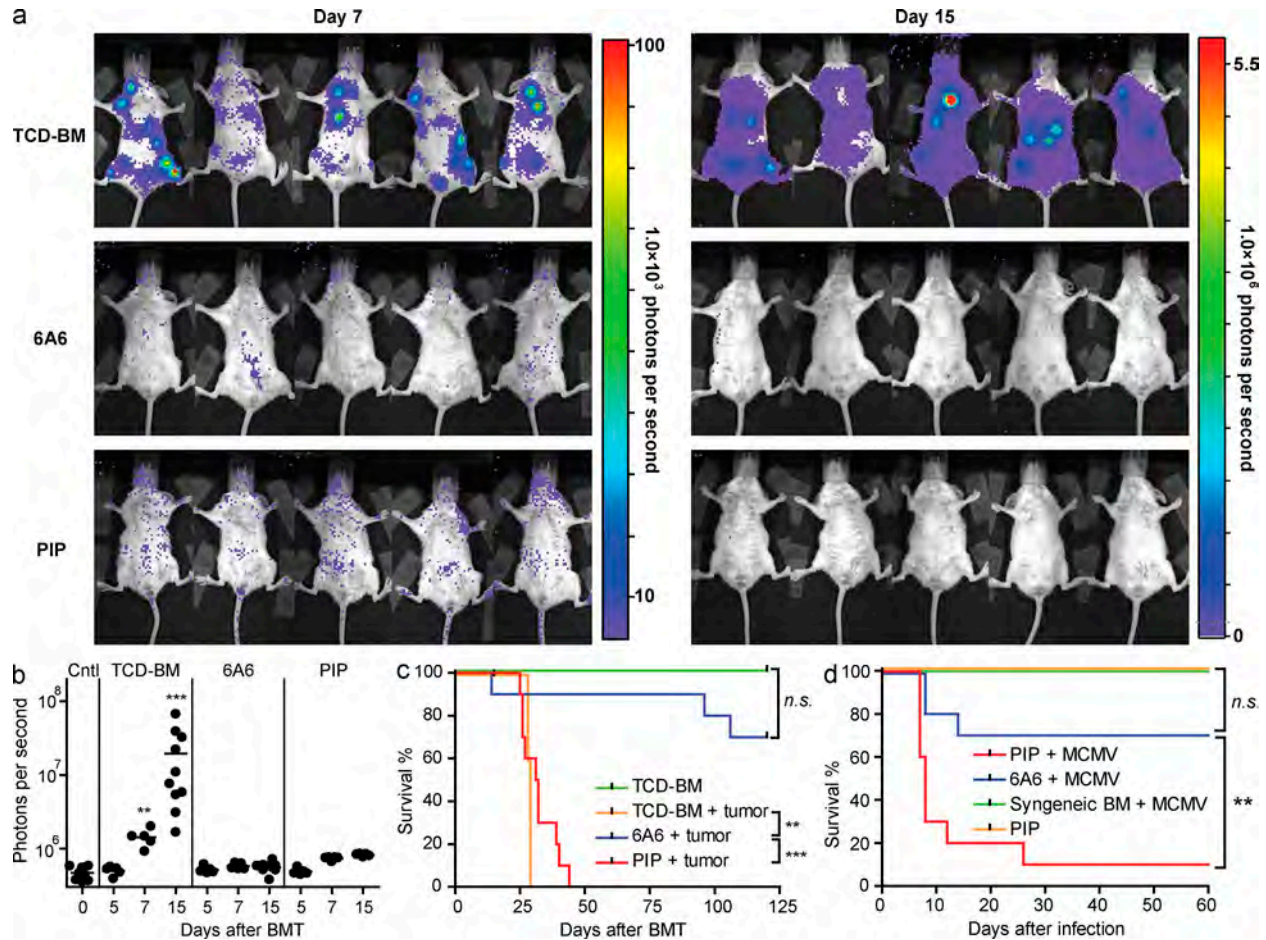 a
Day 7
Day 15
TCD-BM
6A6
PIP
100
10
1.0×10³ photons per second
5.5
0
1.0×10⁶ photons per second
b
Cntl TCD-BM 6A6 PIP
Photons per second
10⁸
10⁷
10⁶
**
***
0 5 7 15 5 7 15 5 7 15
Days after BMT
c
Survival %
100
80
60
40
20
0
0 25 50 75 100 125
Days after BMT
n.s.
TCD-BM
TCD-BM + tumor
6A6 + tumor
PIP + tumor
**
***
d
Survival %
100
80
60
40
20
0
0 10 20 30 40 50 60
Days after infection
n.s.
**
PIP + MCMV
6A6 + MCMV
Syngeneic BM + MCMV
PIP